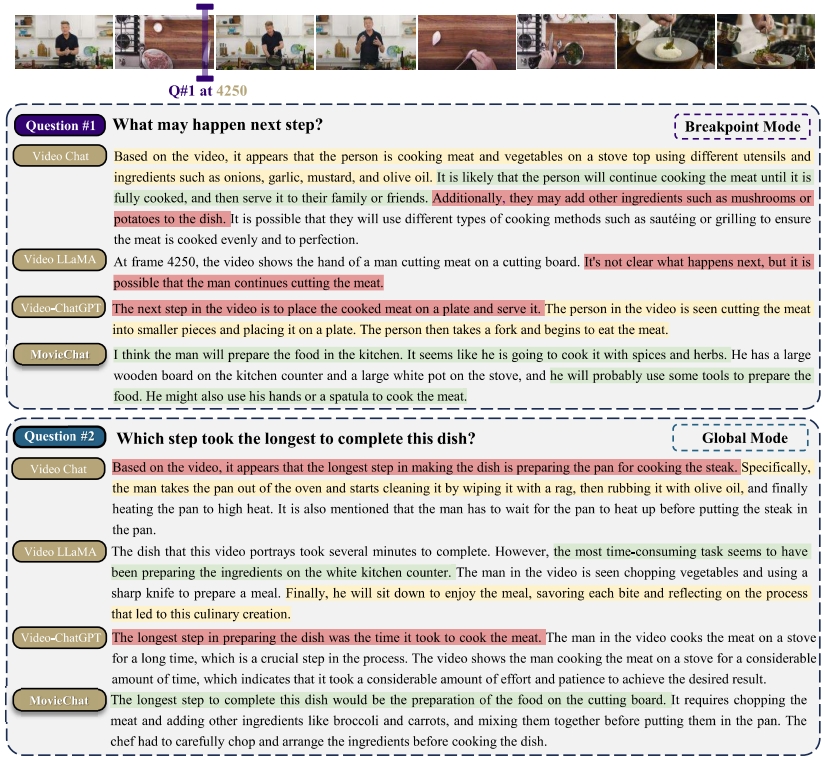 Q#1 at 4250
Question #1 What may happen next step? Breakpoint Mode
Video Chat Based on the video, it appears that the person is cooking meat and vegetables on a stove top using different utensils and
ingredients such as onions, garlic, mustard, and olive oil. It is likely that the person will continue cooking the meat until it is
fully cooked, and then serve it to their family or friends. Additionally, they may add other ingredients such as mushrooms or
potatoes to the dish. It is possible that they will use different types of cooking methods such as sautéing or grilling to ensure
the meat is cooked evenly and to perfection.
Video LLaMA At frame 4250, the video shows the hand of a man cutting meat on a cutting board. It's not clear what happens next, but it is
possible that the man continues cutting the meat.
Video-ChatGPT The next step in the video is to place the cooked meat on a plate and serve it. The person in the video is seen cutting the meat
into smaller pieces and placing it on a plate. The person then takes a fork and begins to eat the meat.
MovieChat I think the man will prepare the food in the kitchen. It seems like he is going to cook it with spices and herbs. He has a large
wooden board on the kitchen counter and a large white pot on the stove, and he will probably use some tools to prepare the
food. He might also use his hands or a spatula to cook the meat.
Question #2 Which step took the longest to complete this dish? Global Mode
Video Chat Based on the video, it appears that the longest step in making the dish is preparing the pan for cooking the steak. Specifically,
the man takes the pan out of the oven and starts cleaning it by wiping it with a rag, then rubbing it with olive oil, and finally
heating the pan to high heat. It is also mentioned that the man has to wait for the pan to heat up before putting the steak in
the pan.
Video LLaMA The dish that this video portrays took several minutes to complete. However, the most time-consuming task seems to have
been preparing the ingredients on the white kitchen counter. The man in the video is seen chopping vegetables and using a
sharp knife to prepare a meal. Finally, he will sit down to enjoy the meal, savoring each bite and reflecting on the process
that led to this culinary creation.
Video-ChatGPT The longest step in preparing the dish was the time it took to cook the meat. The man in the video cooks the meat on a stove
for a long time, which is a crucial step in the process. The video shows the man cooking the meat on a stove for a considerable
amount of time, which indicates that it took a considerable amount of effort and patience to achieve the desired result.
MovieChat The longest step to complete this dish would be the preparation of the food on the cutting board. It requires chopping the
meat and adding other ingredients like broccoli and carrots, and mixing them together before putting them in the pan. The
chef had to carefully chop and arrange the ingredients before cooking the dish.